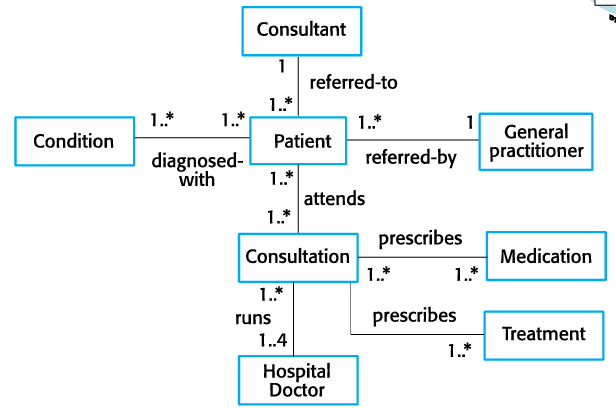 Consultant
1
referred-to
1..*
1..*
1..*
1..*
1
Condition
Patient
General
practitioner
diagnosed-
with
referred-by
1..*
attends
1..*
prescribes
Consultation
Medication
1..*
1..*
1..*
runs
prescribes
1..4
Treatment
1..*
Hospital
Doctor